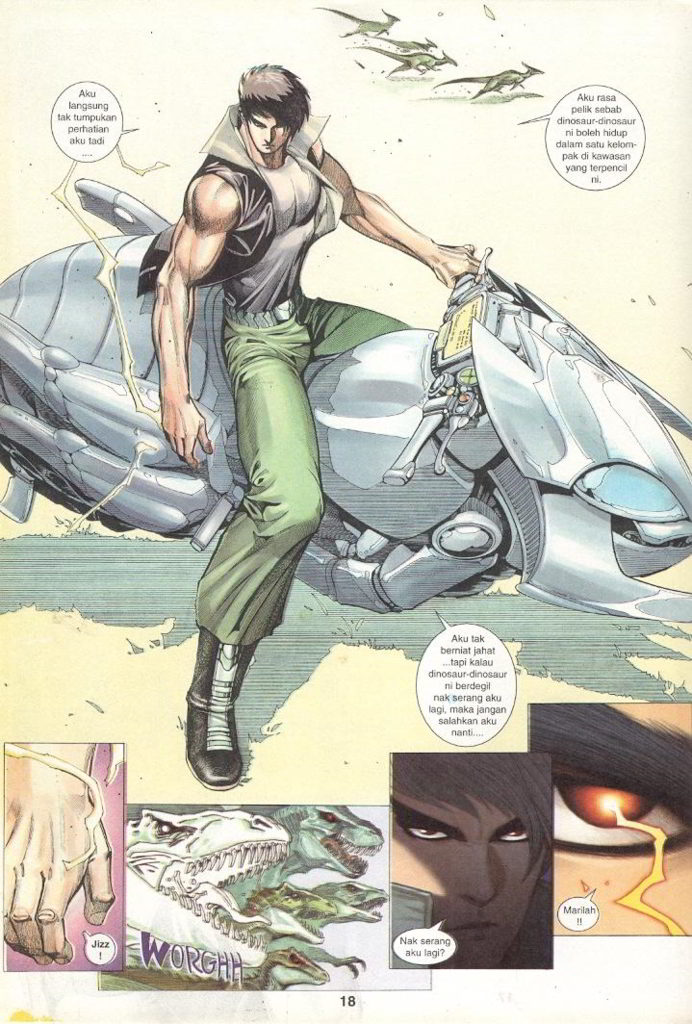 Aku
langsung
tak tumpukan
perhatian
aku tadi
....
Aku rasa
pelik sebab
dinosaur-dinosaur
ni boleh hidup
dalam satu kelom-
pak di kawasan
yang terpencil
ni.
Aku tak
berniat jahat
...tapi kalau
dinosaur-dinosaur
ni berdegil
nak serang aku
lagi, maka jangan
salahkan aku
nanti....
Jizz
!
WORGHH
Nak serang
aku lagi?
Marilah
!!
18